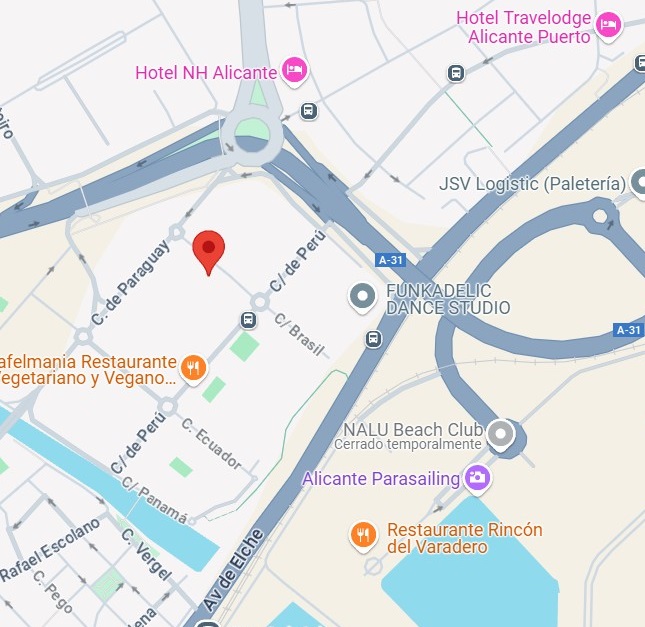 Hotel Travelodge
Alicante Puerto
Hotel NH Alicante
JSV Logistic (Paletería)
C. de Paraguay
C/ de Perú
A-31
FUNKADELIC
DANCE STUDIO
C/ Brasil
A-31
afelmania Restaurante
Vegetariano y Vegano...
NALU Beach Club
Cerrado temporalmente
C/ de Perú
C. Ecuador
Alicante Parasailing
C/ Panamá
Restaurante Rincón
del Varadero
Rafael Escolano
C. Vergel
Av de Elche
C. Pego